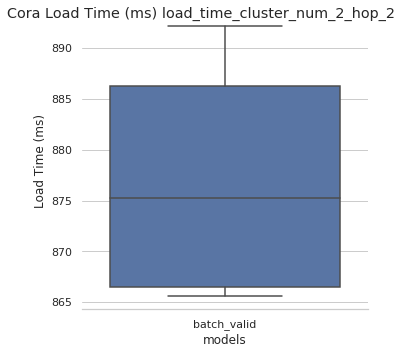 Cora Load Time (ms) load_time_cluster_num_2_hop_2
890
885
880
875
870
865
Load Time (ms)
batch_valid
models